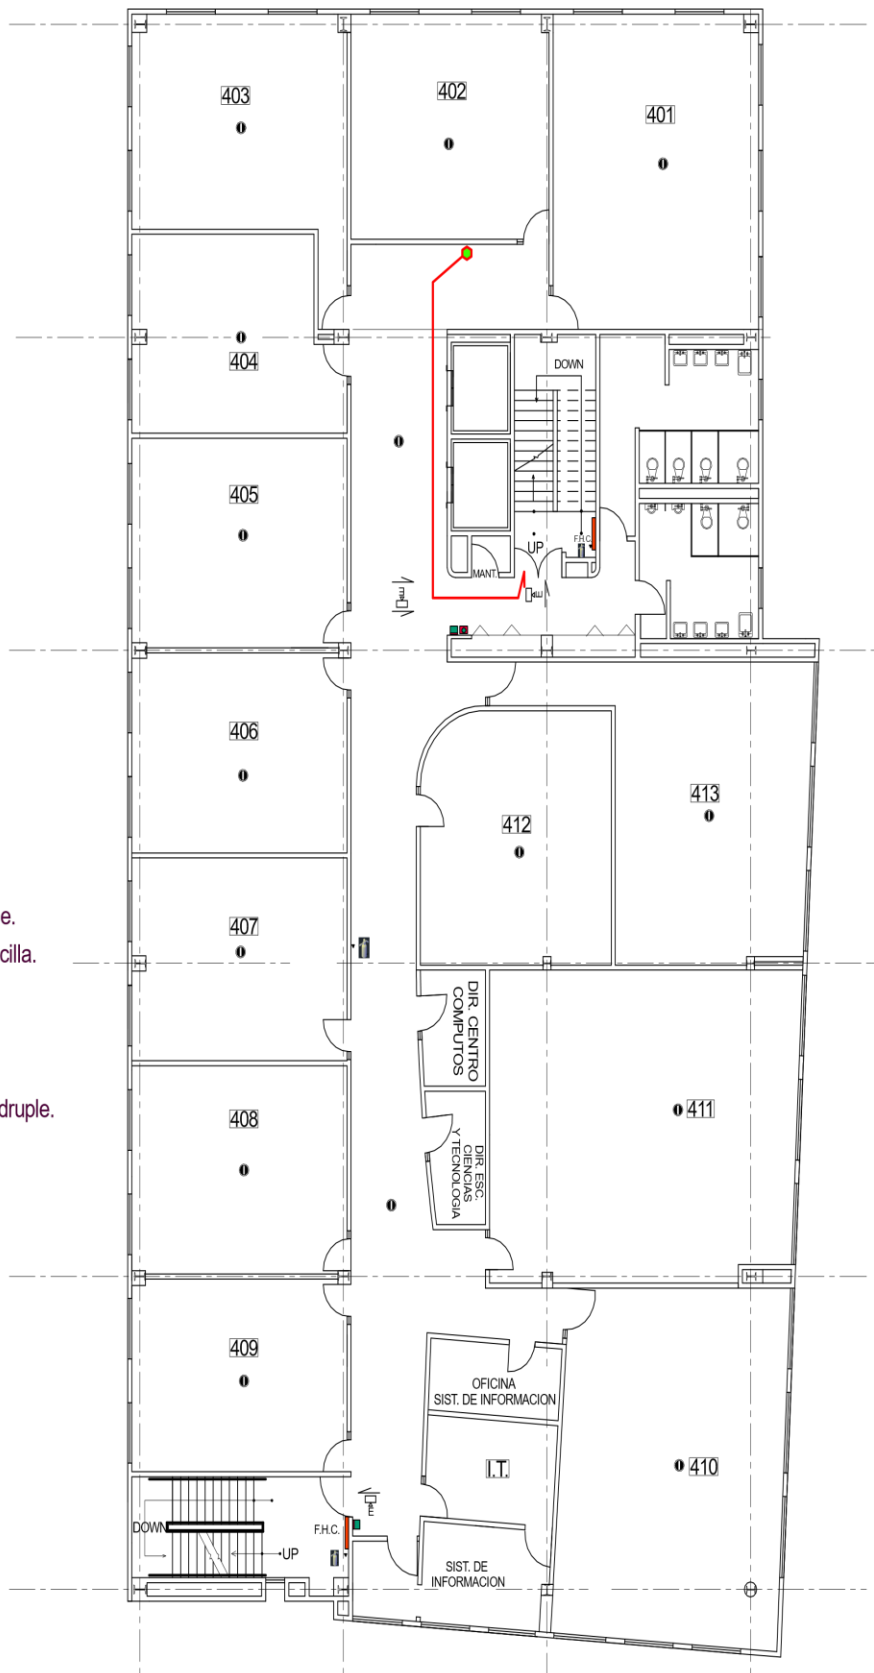 403
402
401
404
DOWN
405
F.H.C.
UP
MANT.
E
E
406
413
412
e.
407
cilla.
DIR. CENTRO
COMPUTOS
druple.
408
411
DIR. ESC.
CIENCIAS
Y TECNOLOGIA
409
OFICINA
SIST. DE INFORMACION
I.T.
410
E
DOWN
F.H.C.
UP
SIST. DE
INFORMACION